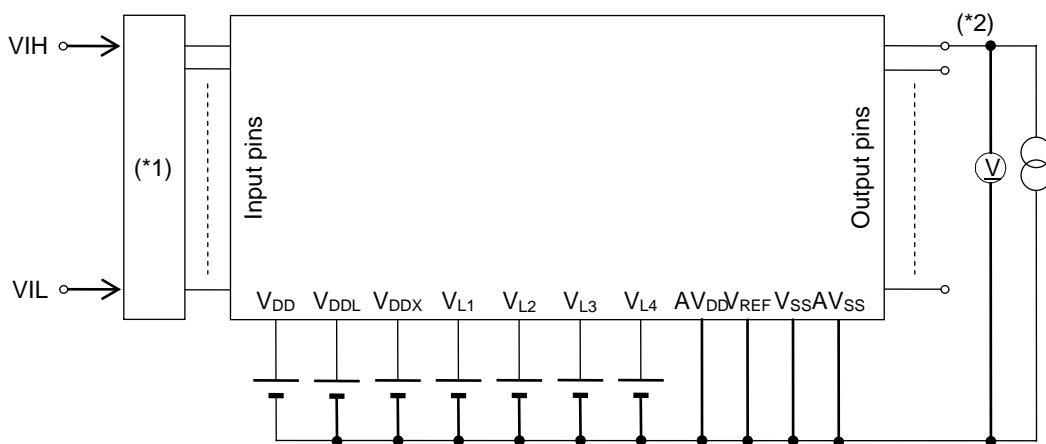 (*2)
VIH
(*1)
Input pins
Output pins
V
VIL
VDD VDDL VDDX VL1 VL2 VL3 VL4 AVDD VREF VSS AVSS